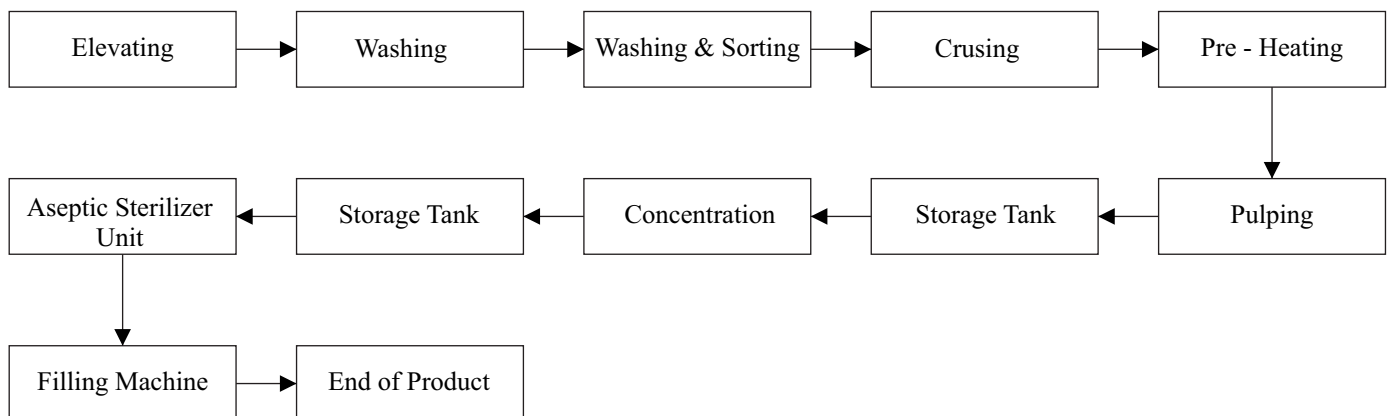 Elevating
Washing
Washing & Sorting
Crusing
Pre - Heating
Pulping
Storage Tank
Concentration
Storage Tank
Aseptic Sterilizer
Unit
Filling Machine
End of Product